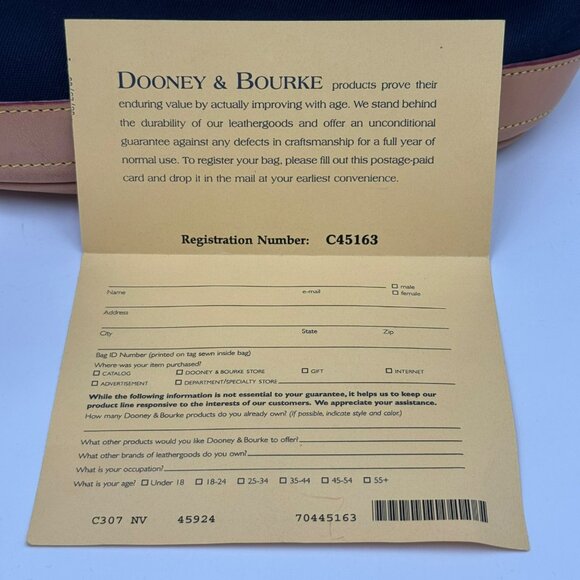 DOONEY & BOURKE products prove their
enduring value by actually improving with age. We stand behind
the durability of our leathergoods and offer an unconditional
guarantee against any defects in craftsmanship for a full year of
normal use. To register your bag, please fill out this postage-paid
card and drop it in the mail at your earliest convenience.
Registration Number: C45163
Name e-mail ☐ male
☐ female
Address
City State Zip
Bag ID Number (printed on tag sewn inside bag)
Where was your item purchased?
☐ CATALOG ☐ DOONEY & BOURKE STORE ☐ GIFT ☐ INTERNET
☐ ADVERTISEMENT ☐ DEPARTMENT/SPECIALTY STORE
While the following information is not essential to your guarantee, it helps us to keep our
product line responsive to the interests of our customers. We appreciate your assistance.
How many Dooney & Bourke products do you already own? (if possible, indicate style and color.)
What other products would you like Dooney & Bourke to offer?
What other brands of leathergoods do you own?
What is your occupation?
What is your age? ☐ Under 18 ☐ 18-24 ☐ 25-34 ☐ 35-44 ☐ 45-54 ☐ 55+
C307 NV 45924 70445163